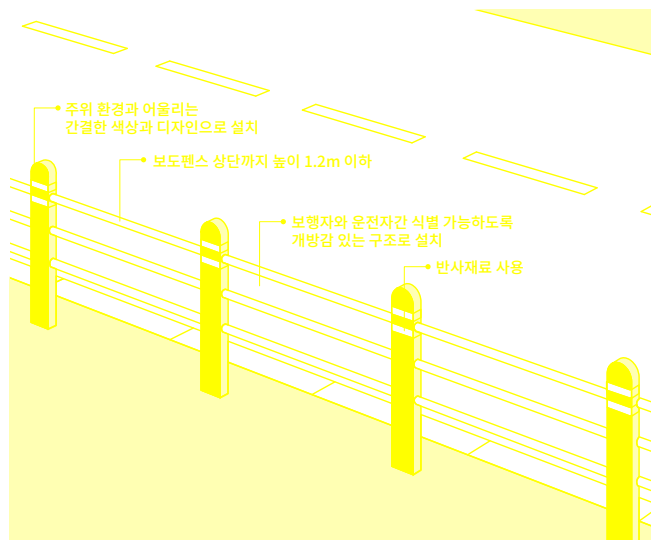 주위 환경과 어울리는
간결한 색상과 디자인으로 설치
보도펜스 상단까지 높이 1.2m 이하
보행자와 운전자간 식별 가능하도록
개방감 있는 구조로 설치
반사재료 사용